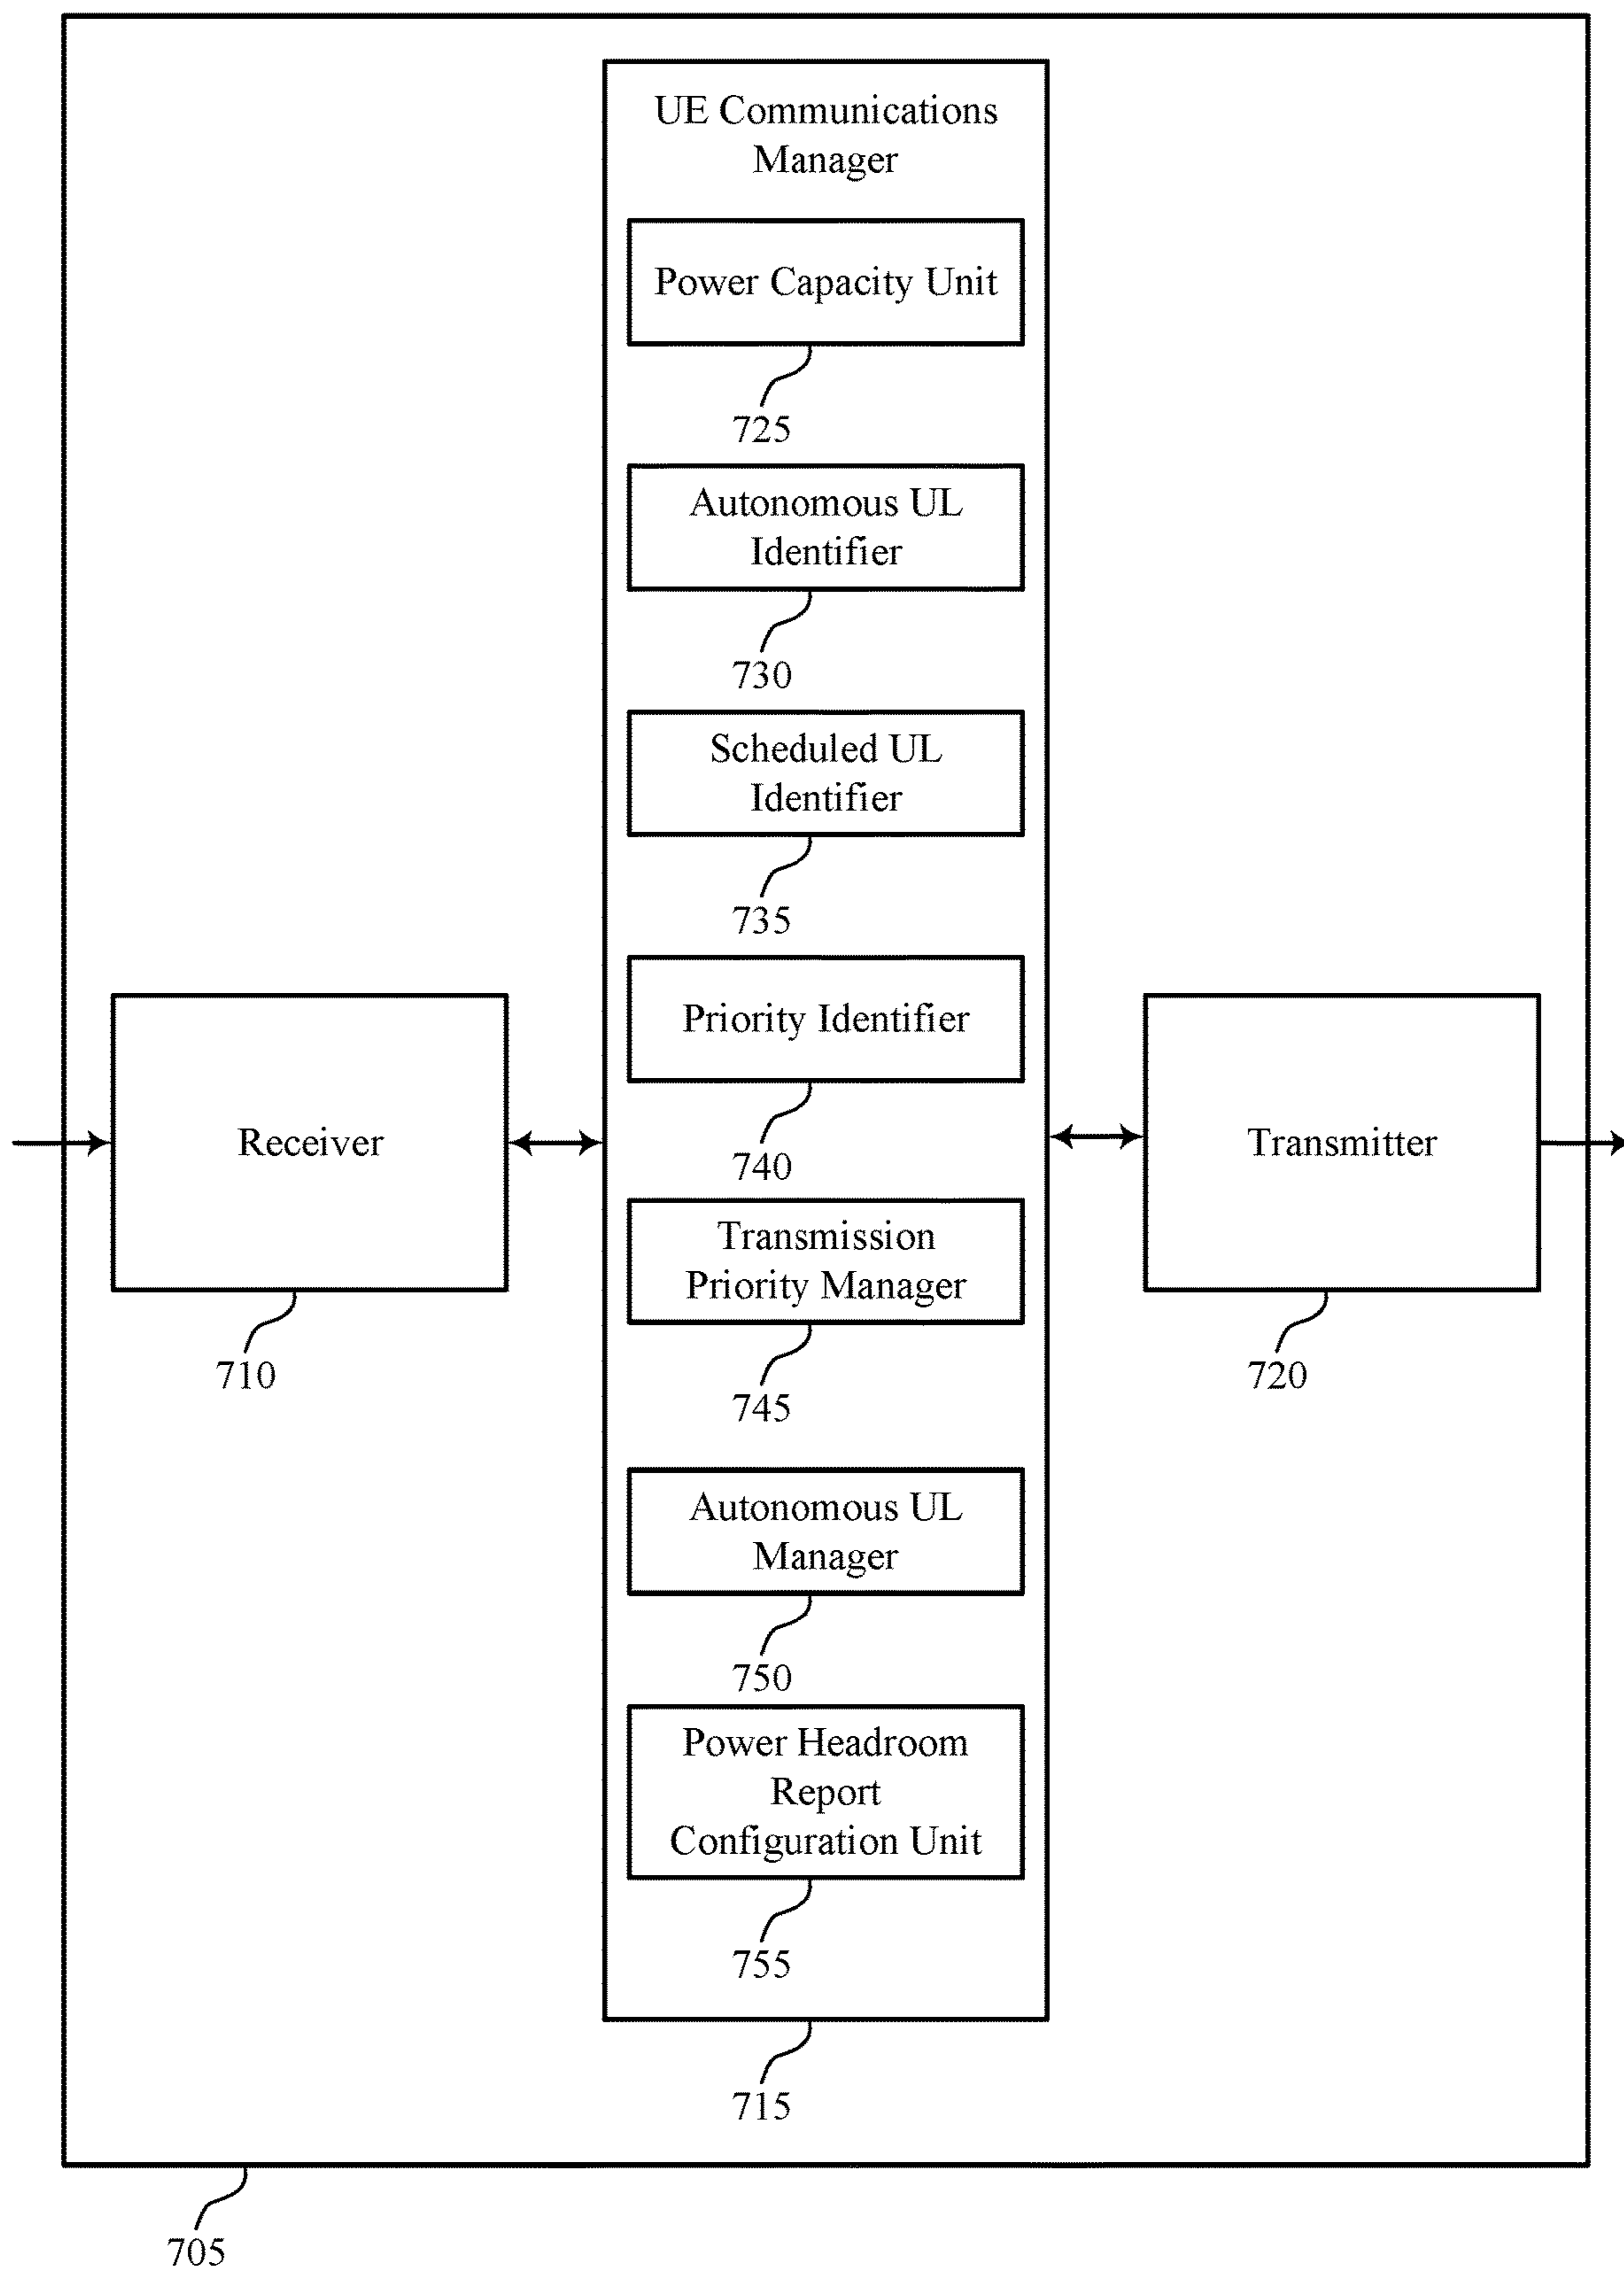 UE Communications
Manager
Power Capacity Unit
725
Autonomous UL
Identifier
730
Scheduled UL
Identifier
735
Priority Identifier
740
Receiver
710
Transmitter
720
Transmission
Priority Manager
745
Autonomous UL
Manager
750
Power Headroom
Report
Configuration Unit
755
715
705